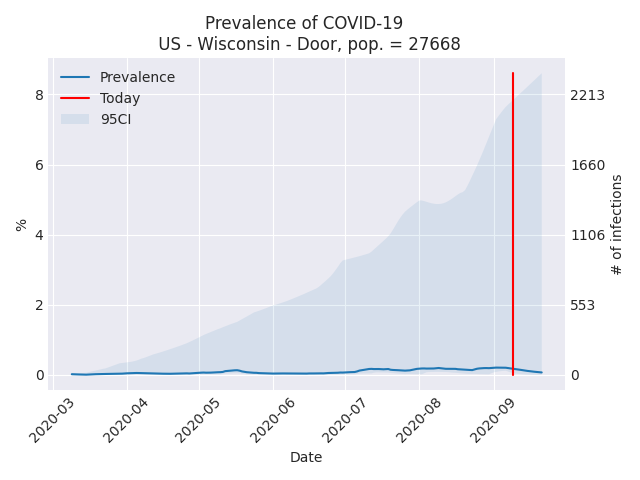 Prevalence of COVID-19
US - Wisconsin - Door, pop. = 27668
Prevalence
Today
95CI
8
6
4
2
0
%
2213
1660
1106
553
0
# of infections
2020-03
2020-04
2020-05
2020-06
2020-07
2020-08
2020-09
Date